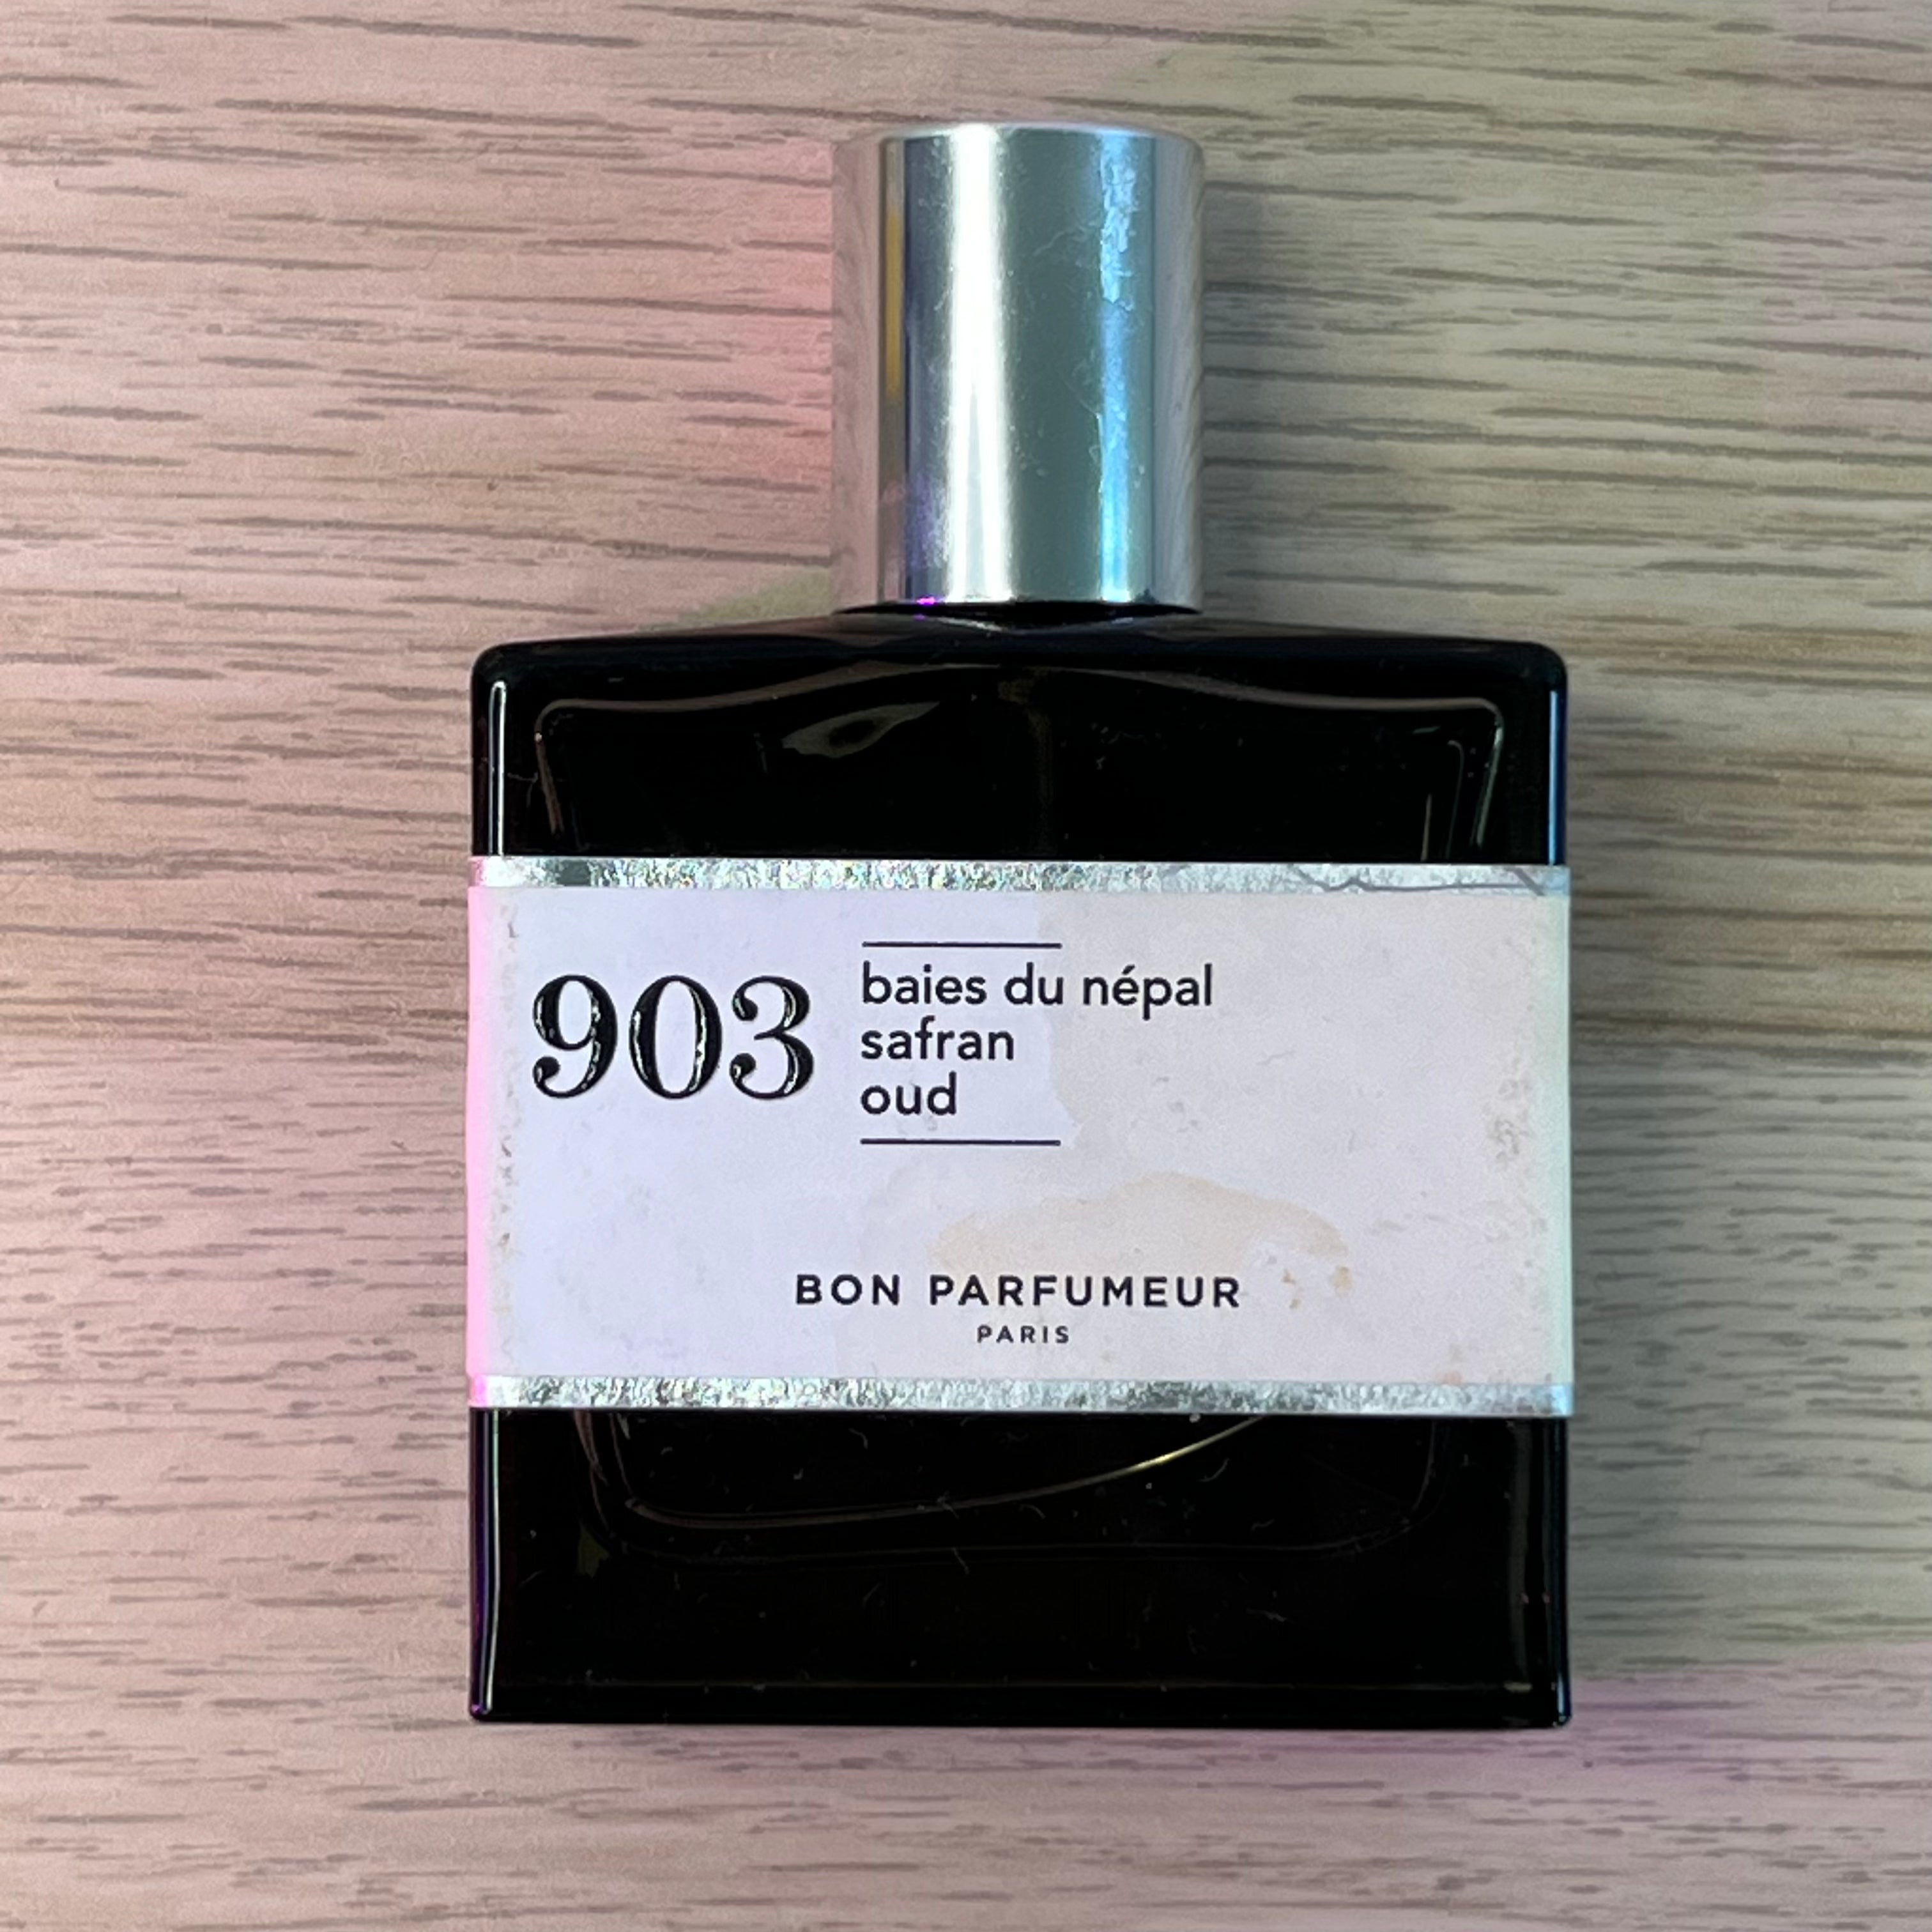 903
baies du népal
safran
oud
BON PARFUMEUR
PARIS